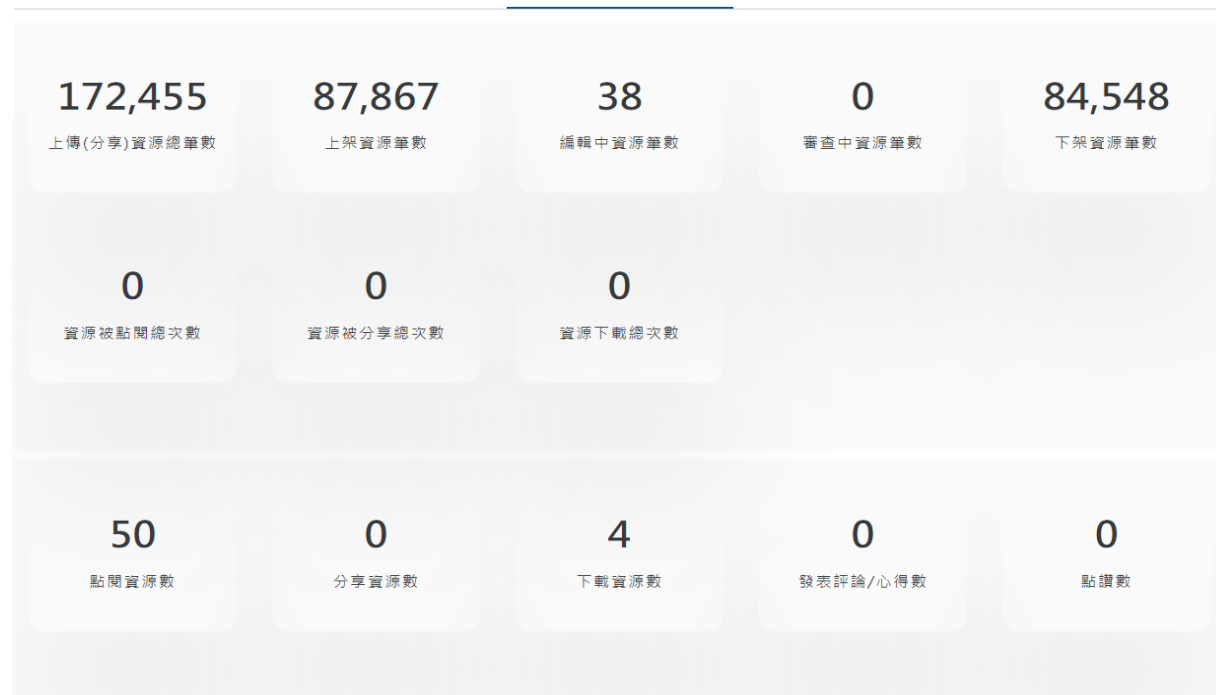 172,455
上傳(分享)資源總筆數
87,867
上架資源筆數
38
編輯中資源筆數
0
審查中資源筆數
84,548
下架資源筆數
0
資源被點閱總次數
0
資源被分享總次數
0
資源下載總次數
50
點閱資源數
0
分享資源數
4
下載資源數
0
發表評論/心得數
0
點讚數